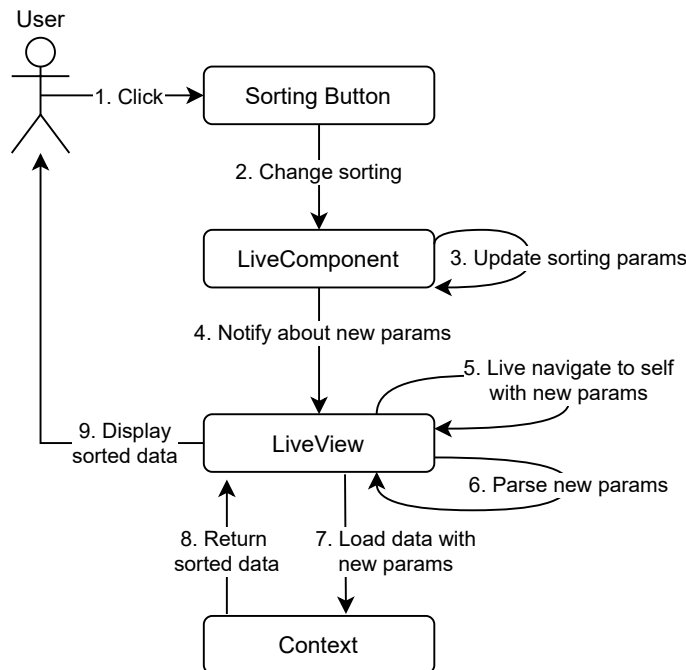 User
1. Click
Sorting Button
2. Change sorting
LiveComponent
3. Update sorting params
4. Notify about new params
5. Live navigate to self
with new params
9. Display
sorted data
LiveView
6. Parse new params
8. Return
sorted data
7. Load data with
new params
Context